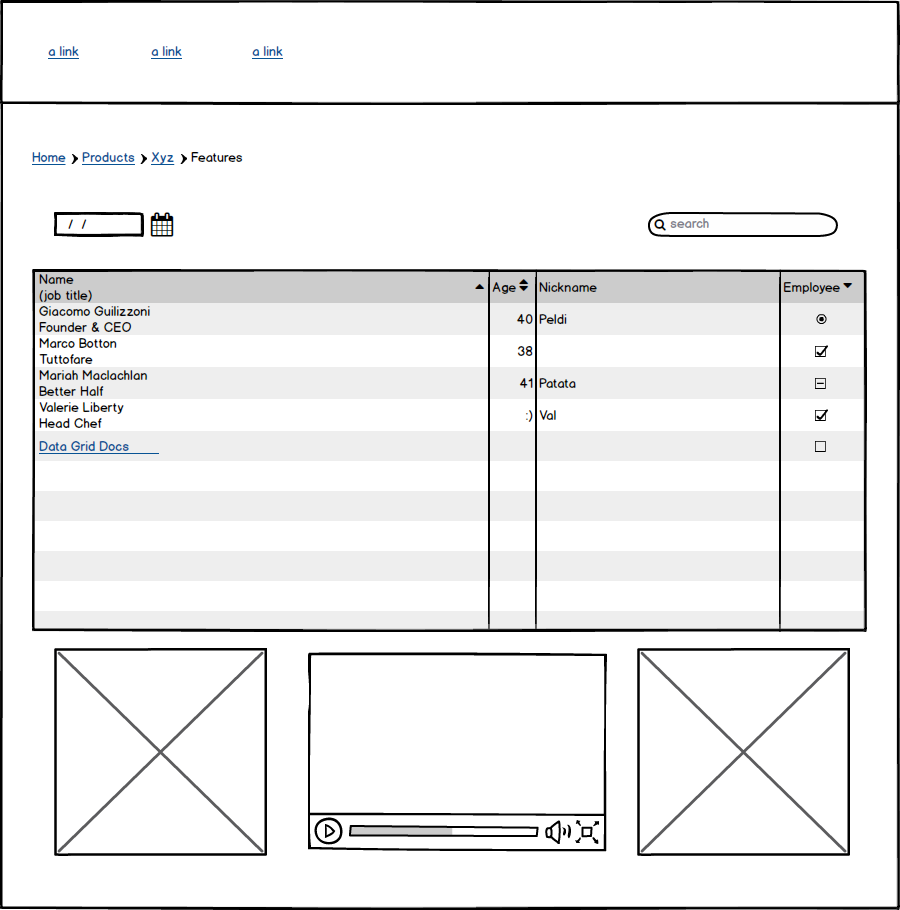 a link a link a link
Home Products Xyz Features
/ /
search
Name
(job title)
Age Nickname Employee
Giacomo Guilizzoni
Founder & CEO
40 Peldi
Marco Botton
Tuttofare
38
Mariah Maclachlan
Better Half
41 Patata
Valerie Liberty
Head Chef
:) Val
Data Grid Docs